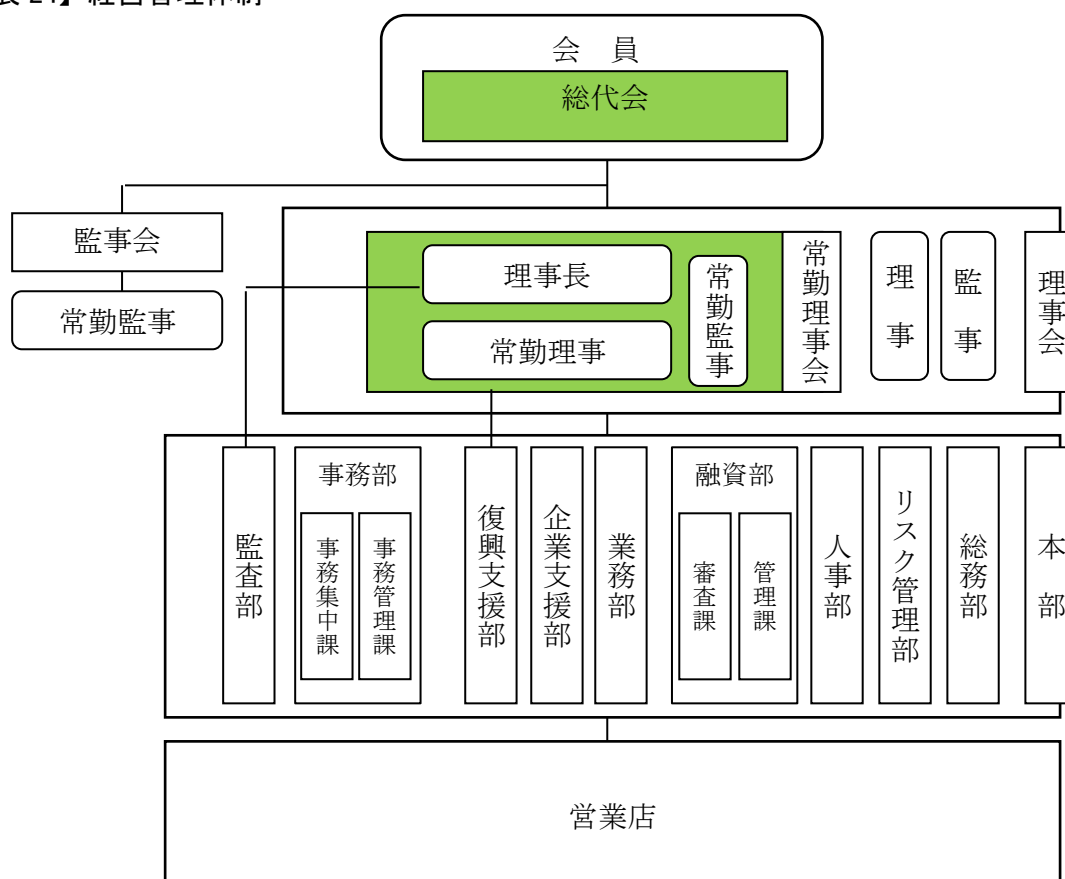 表 24】経営管理体制
会　員
総代会
監事会
常勤監事
理事長
常勤理事
常勤監事
常勤理事会
理　事
監　事
理事会
監査部
事務部
事務集中課
事務管理課
復興支援部
企業支援部
業務部
融資部
審査課
管理課
人事部
リスク管理部
総務部
本　部
営業店